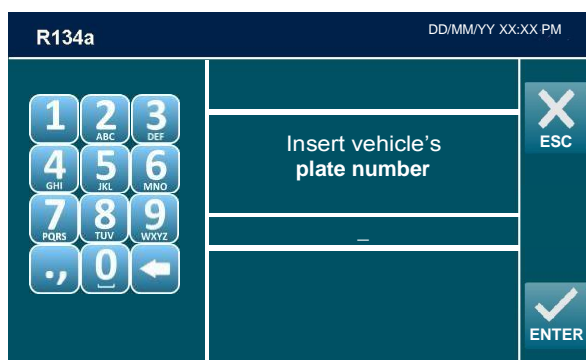 R134a
DD/MM/YY XX:XX PM
1
2 ABC
3 DEF
4 GHI
5 JKL
6 MNO
7 PQRS
8 TUV
9 WXYZ
.,
0
Insert vehicle's
plate number
_
ESC
ENTER